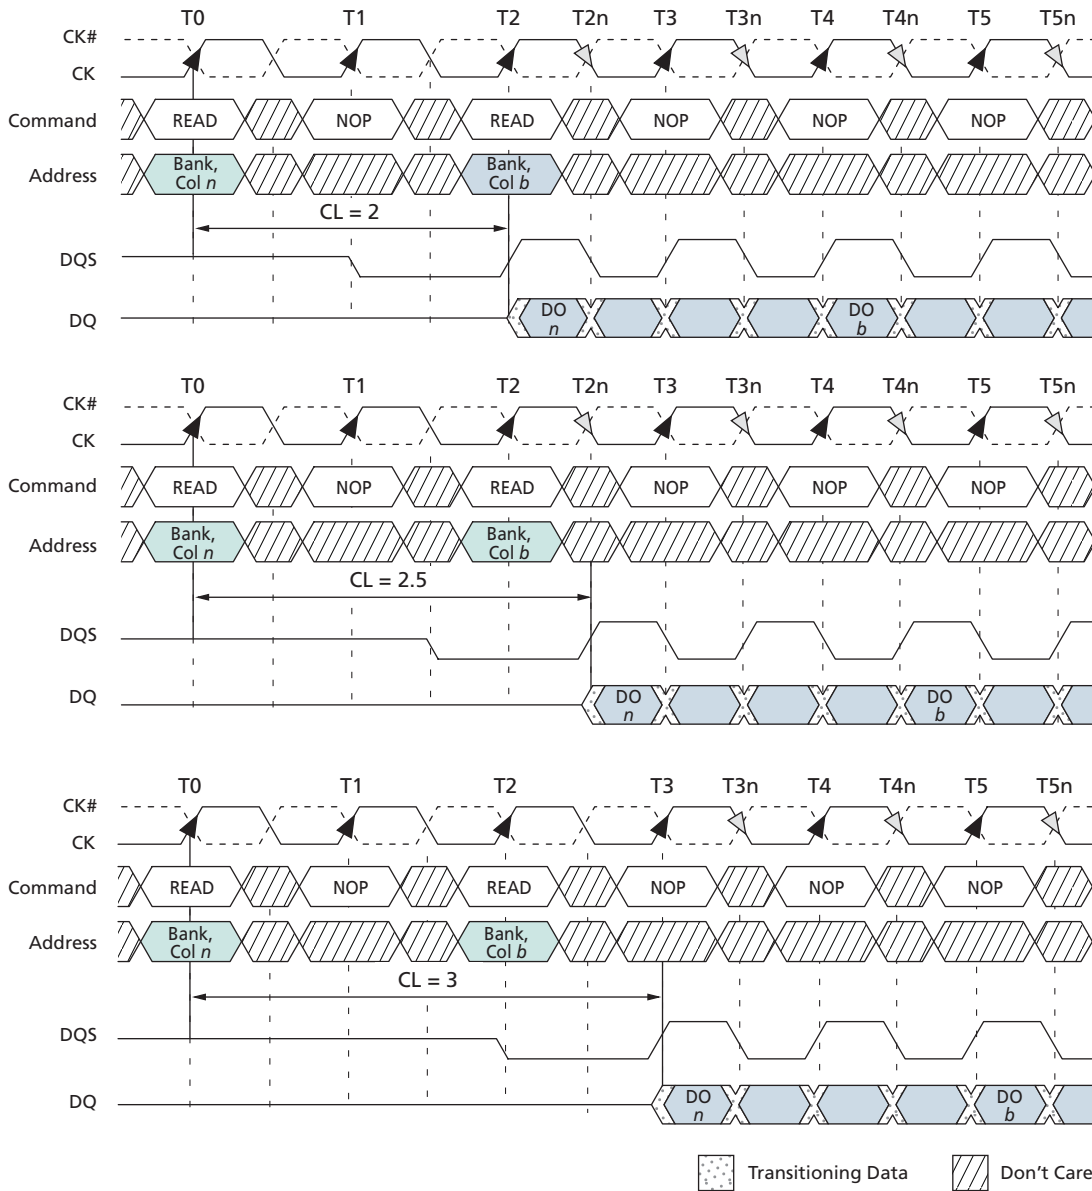 T0 T1 T2 T2n T3 T3n T4 T4n T5 T5n
CK#
CK
Command READ NOP READ NOP NOP NOP
Address Bank, Col n Bank, Col b
CL = 2
DQS
DQ DO n DO b
T0 T1 T2 T2n T3 T3n T4 T4n T5 T5n
CK#
CK
Command READ NOP READ NOP NOP NOP
Address Bank, Col n Bank, Col b
CL = 2.5
DQS
DQ DO n DO b
T0 T1 T2 T3 T3n T4 T4n T5 T5n
CK#
CK
Command READ NOP READ NOP NOP NOP
Address Bank, Col n Bank, Col b
CL = 3
DQS
DQ DO n DO b
Transitioning Data Don't Care